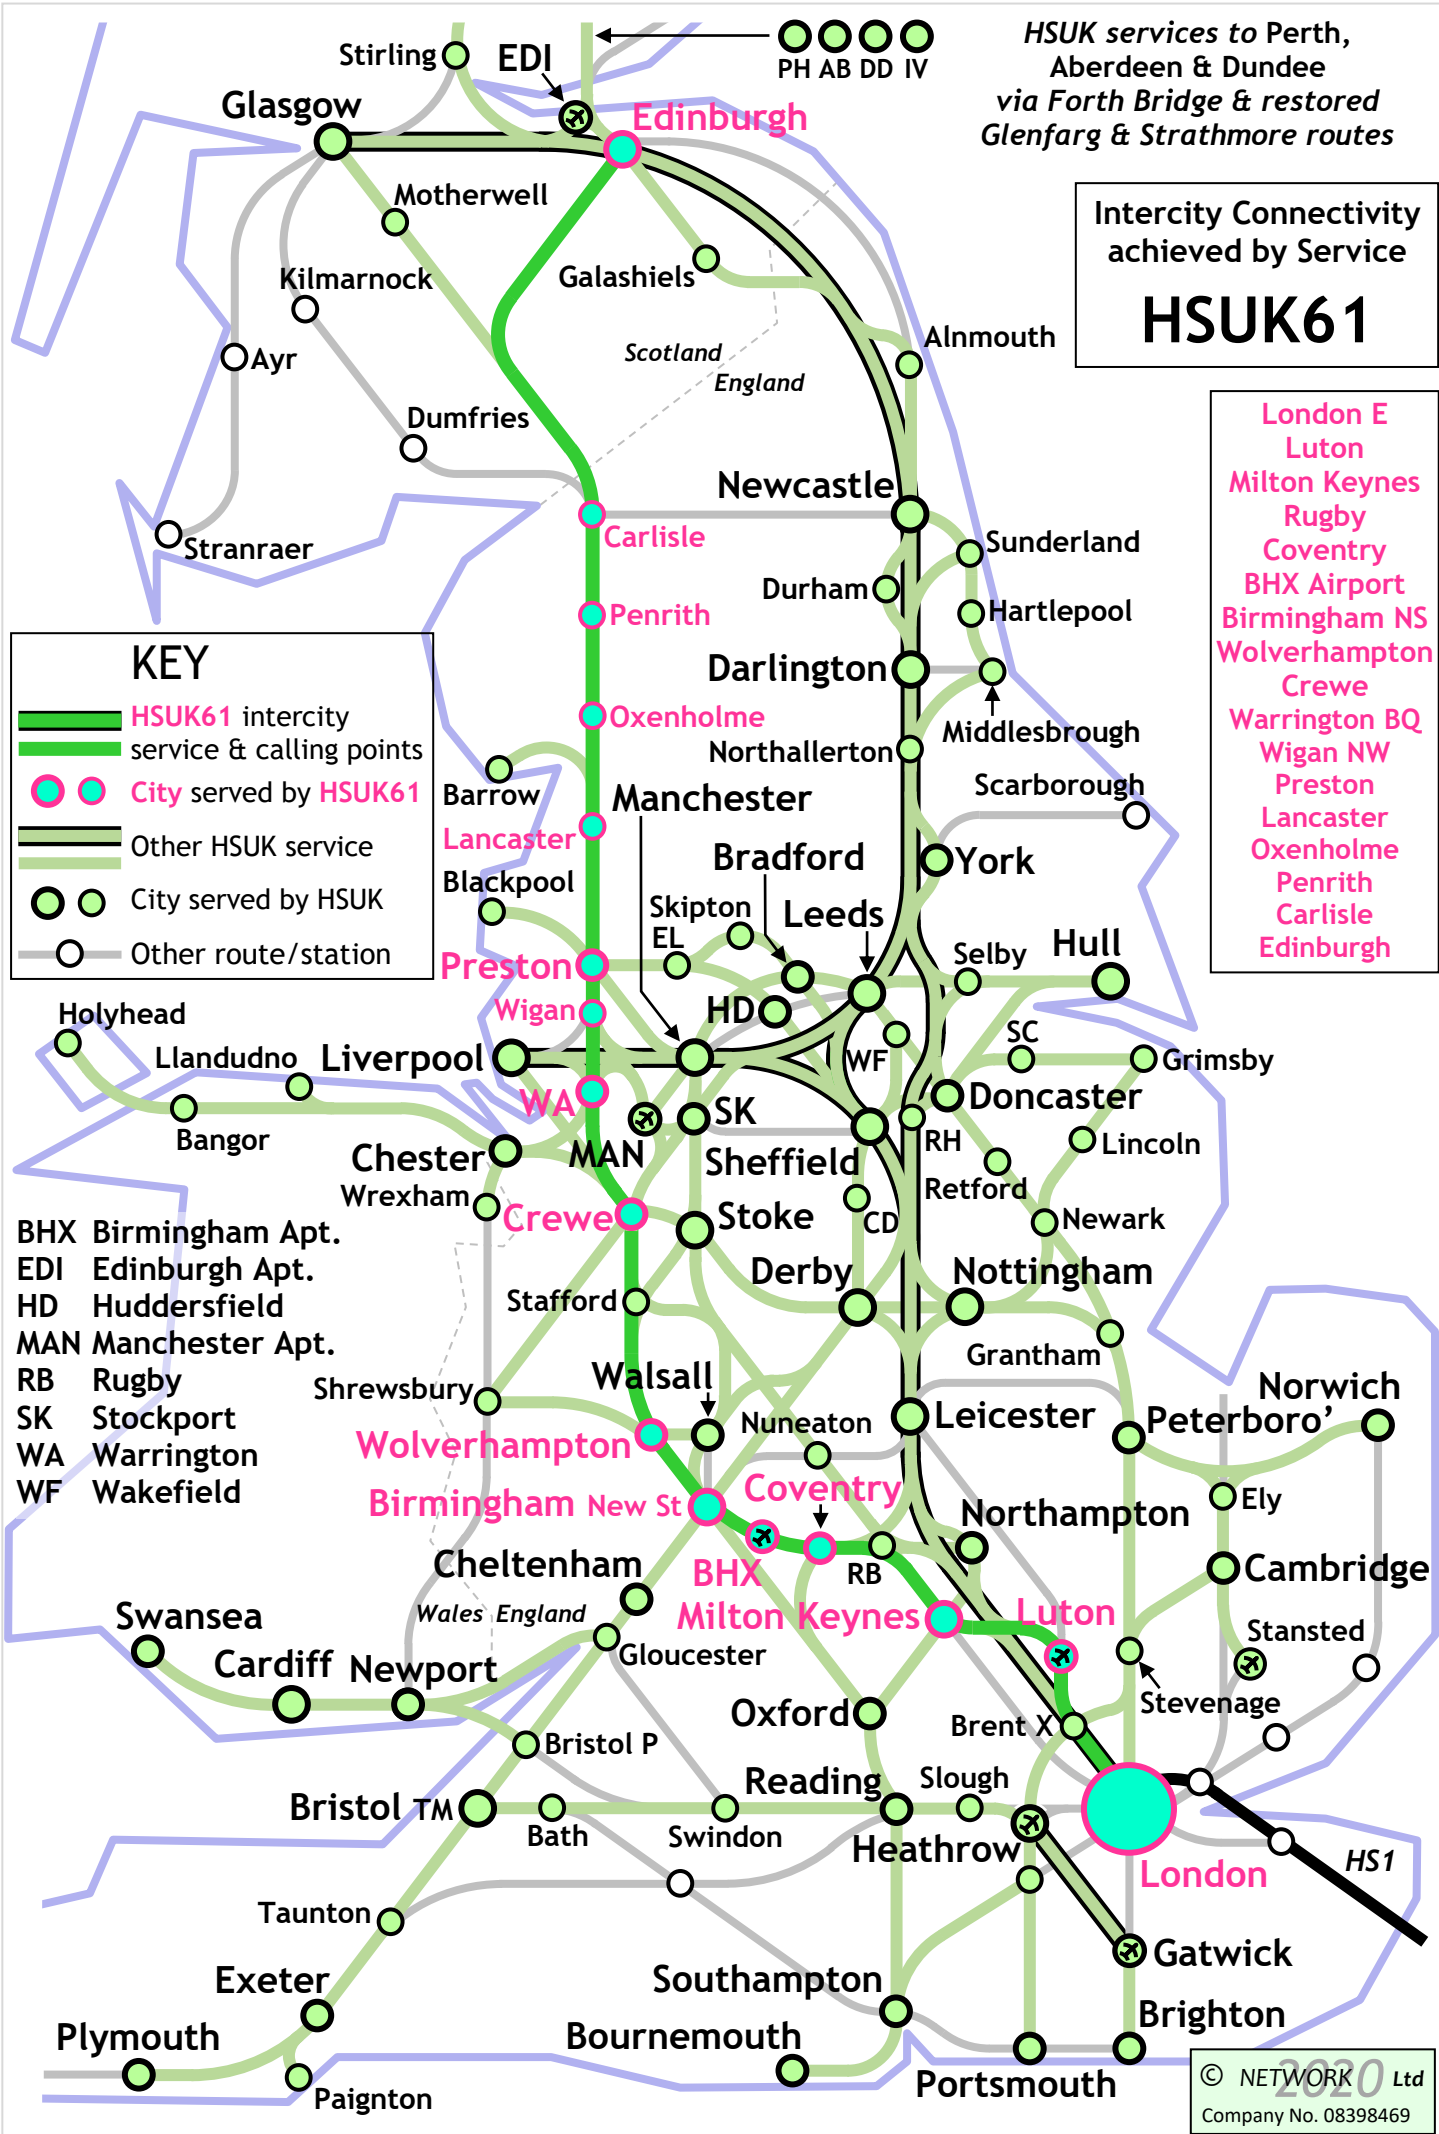 HSUK services to Perth,
Aberdeen & Dundee
via Forth Bridge & restored
Glenfarg & Strathmore routes
PH AB DD IV
Stirling
EDI
Glasgow
Edinburgh
Intercity Connectivity
achieved by Service
HSUK61
Motherwell
Kilmarnock
Galashiels
Ayr
Scotland
England
Alnmouth
Dumfries
London E
Luton
Milton Keynes
Rugby
Coventry
BHX Airport
Birmingham NS
Wolverhampton
Crewe
Warrington BQ
Wigan NW
Preston
Lancaster
Oxenholme
Penrith
Carlisle
Edinburgh
Newcastle
Stranraer
Carlisle
Sunderland
Durham
Penrith
Hartlepool
Darlington
KEY
HSUK61 intercity
service & calling points
City served by HSUK61
Other HSUK service
City served by HSUK
Other route/station
Oxenholme
Middlesbrough
Northallerton
Barrow
Manchester
Scarborough
Lancaster
Bradford
York
Blackpool
Skipton
EL
Leeds
Selby
Hull
Preston
Wigan
HD
Holyhead
Llandudno
Liverpool
WF
SC
Grimsby
WA
Bangor
MAN
SK
Doncaster
RH
Lincoln
Chester
Sheffield
Wrexham
Retford
Crewe
Stoke
CD
Newark
BHX Birmingham Apt.
EDI Edinburgh Apt.
HD Huddersfield
MAN Manchester Apt.
RB Rugby
SK Stockport
WA Warrington
WF Wakefield
Derby
Nottingham
Stafford
Grantham
Shrewsbury
Walsall
Norwich
Nuneaton
Leicester
Peterboro’
Wolverhampton
Birmingham New St
Coventry
Ely
Northampton
Cheltenham
BHX
RB
Cambridge
Wales England
Milton Keynes
Luton
Swansea
Stansted
Cardiff
Newport
Gloucester
Stevenage
Oxford
Brent X
Bristol P
Reading
Slough
Bristol TM
Bath
Swindon
Heathrow
HS1
London
Taunton
Gatwick
Exeter
Southampton
Brighton
Plymouth
Bournemouth
Portsmouth
Paignton
© NETWORK 2020 Ltd
Company No. 08398469